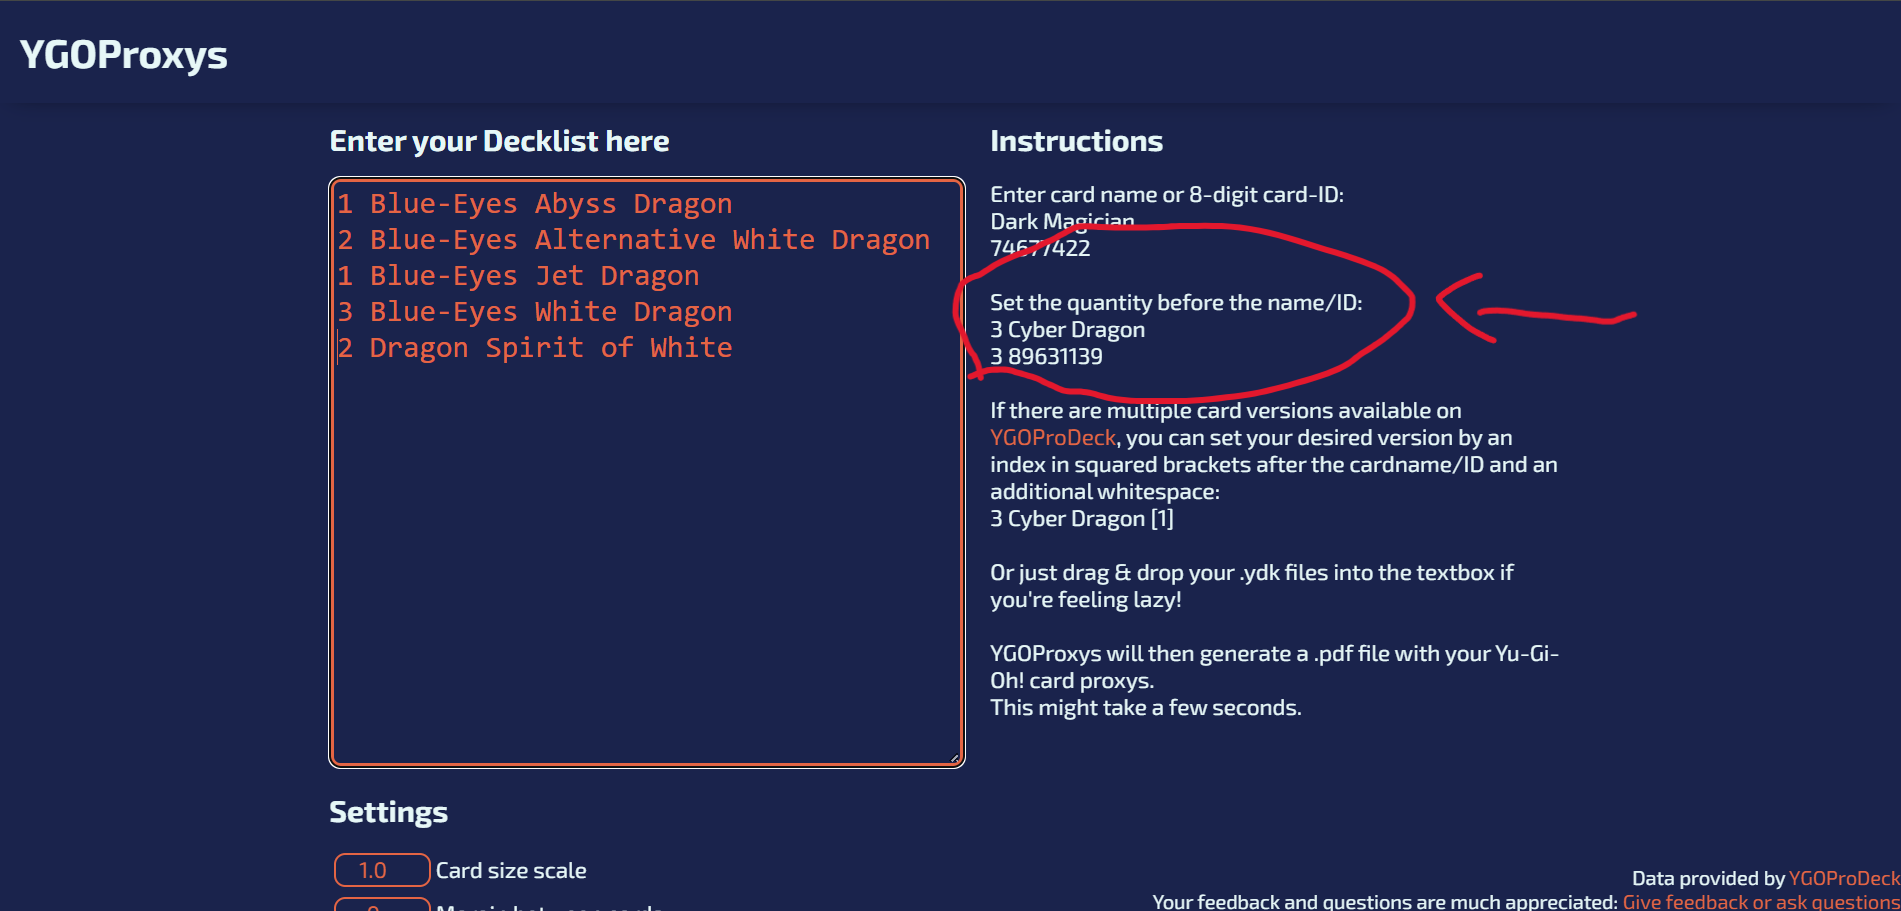 YGOProxys
Enter your Decklist here
1 Blue-Eyes Abyss Dragon
2 Blue-Eyes Alternative White Dragon
1 Blue-Eyes Jet Dragon
3 Blue-Eyes White Dragon
2 Dragon Spirit of White
Instructions
Enter card name or 8-digit card-ID:
Dark Magician
74677422
Set the quantity before the name/ID:
3 Cyber Dragon
3 89631139
If there are multiple card versions available on
YGOProDeck, you can set your desired version by an
index in squared brackets after the cardname/ID and an
additional whitespace:
3 Cyber Dragon [1]
Or just drag & drop your .ydk files into the textbox if
you're feeling lazy!
YGOProxys will then generate a .pdf file with your Yu-Gi-
Oh! card proxys.
This might take a few seconds.
Settings
1.0 Card size scale
Data provided by YGOProDeck
Your feedback and questions are much appreciated: Give feedback or ask questions